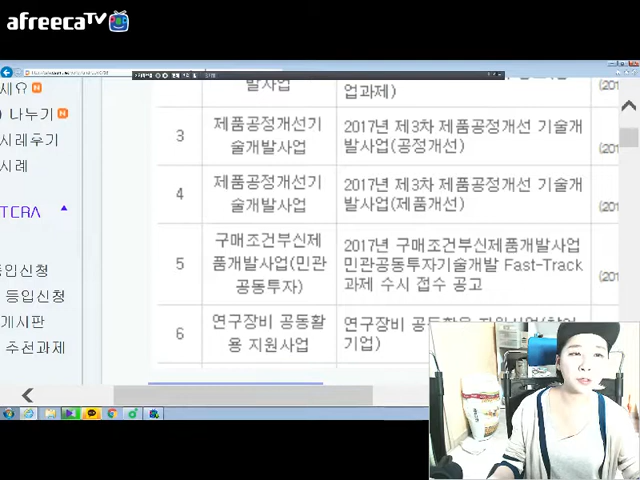 afreecaTV
발사업
업과제)
세요? N
나누기 N
시레후기
시례
TCRA
등업신청
게시판
추천과제
3
제품공정개선기
술개발사업
2017년 제3차 제품공정개선 기술개
발사업(공정개선)
(201
4
제품공정개선기
술개발사업
2017년 제3차 제품공정개선 기술개
발사업(제품개선)
(201
5
구매조건부신제
품개발사업(민관
공동투자)
2017년 구매조건부신제품개발사업
민관공동투자기술개발 Fast-Track
과제 수시 접수 공고
(201
6
연구장비 공동활
용 지원사업
연구장비 공동활용 지원사업(참여
기업)